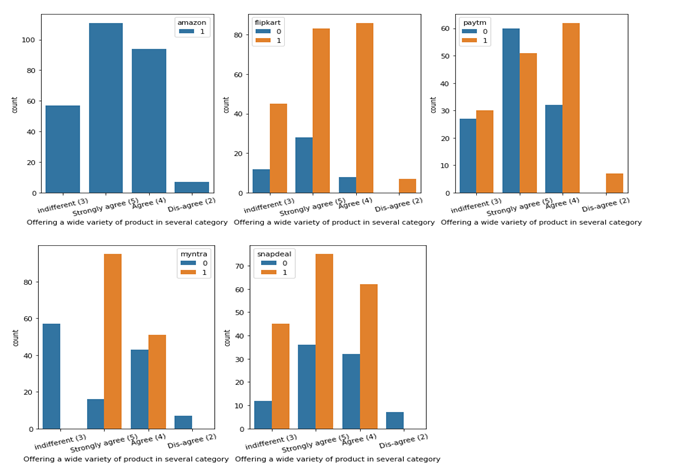 amazon
1
100
80
60
40
20
0
count
indifferent (3)
Strongly agree (5)
Agree (4)
Dis-agree (2)
Offering a wide variety of product in several category
flipkart
0
1
80
60
40
20
0
count
indifferent (3)
Strongly agree (5)
Agree (4)
Dis-agree (2)
Offering a wide variety of product in several category
paytm
0
1
60
50
40
30
20
10
0
count
indifferent (3)
Strongly agree (5)
Agree (4)
Dis-agree (2)
Offering a wide variety of product in several category
myntra
0
1
80
60
40
20
0
count
indifferent (3)
Strongly agree (5)
Agree (4)
Dis-agree (2)
Offering a wide variety of product in several category
snapdeal
0
1
70
60
50
40
30
20
10
0
count
indifferent (3)
Strongly agree (5)
Agree (4)
Dis-agree (2)
Offering a wide variety of product in several category